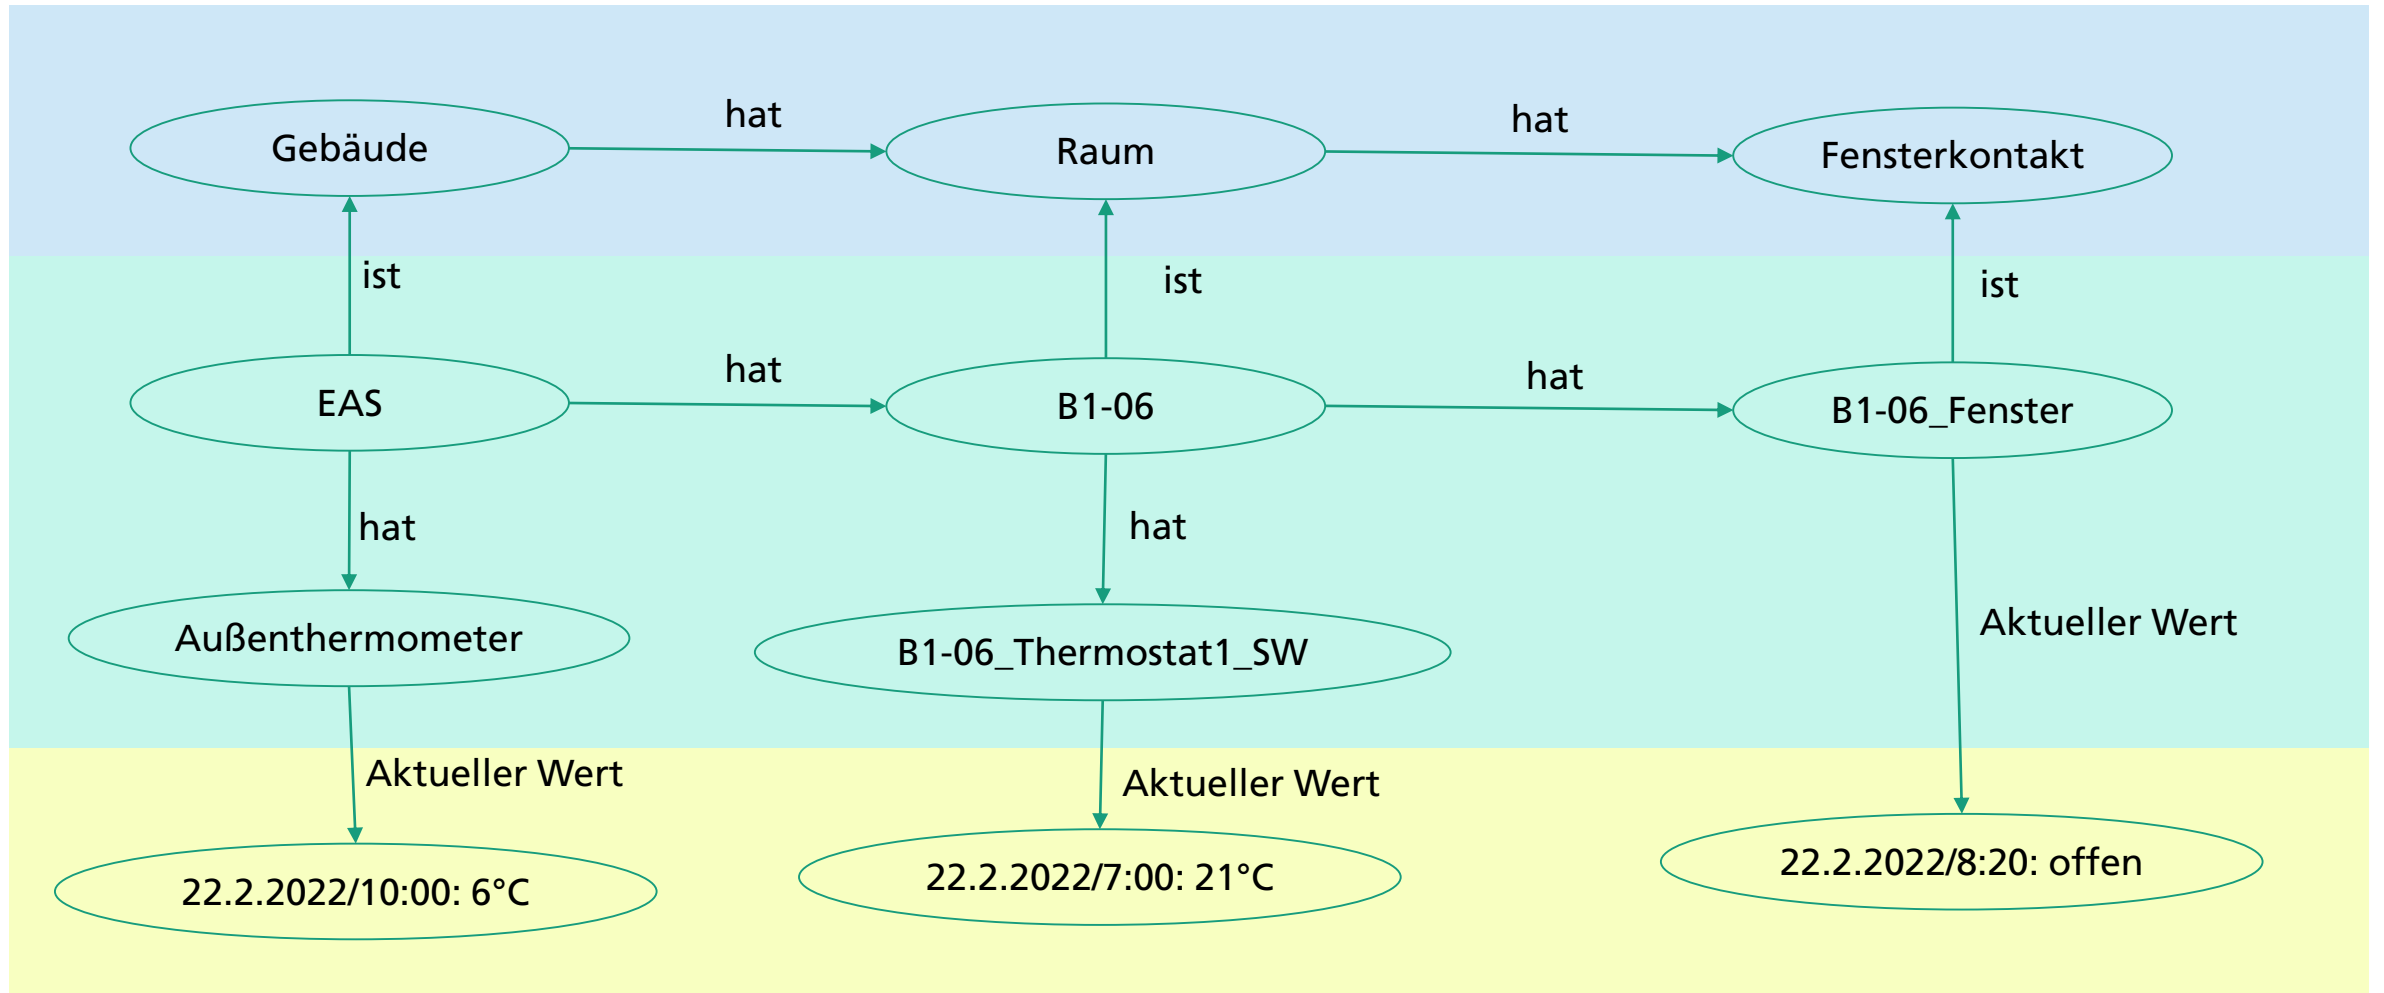 hat
hat
Gebäude
Raum
Fensterkontakt
ist
ist
ist
hat
hat
EAS
B1-06
B1-06_Fenster
hat
hat
Außenthermometer
B1-06_Thermostat1_SW
Aktueller Wert
Aktueller Wert
Aktueller Wert
22.2.2022/10:00: 6°C
22.2.2022/7:00: 21°C
22.2.2022/8:20: offen